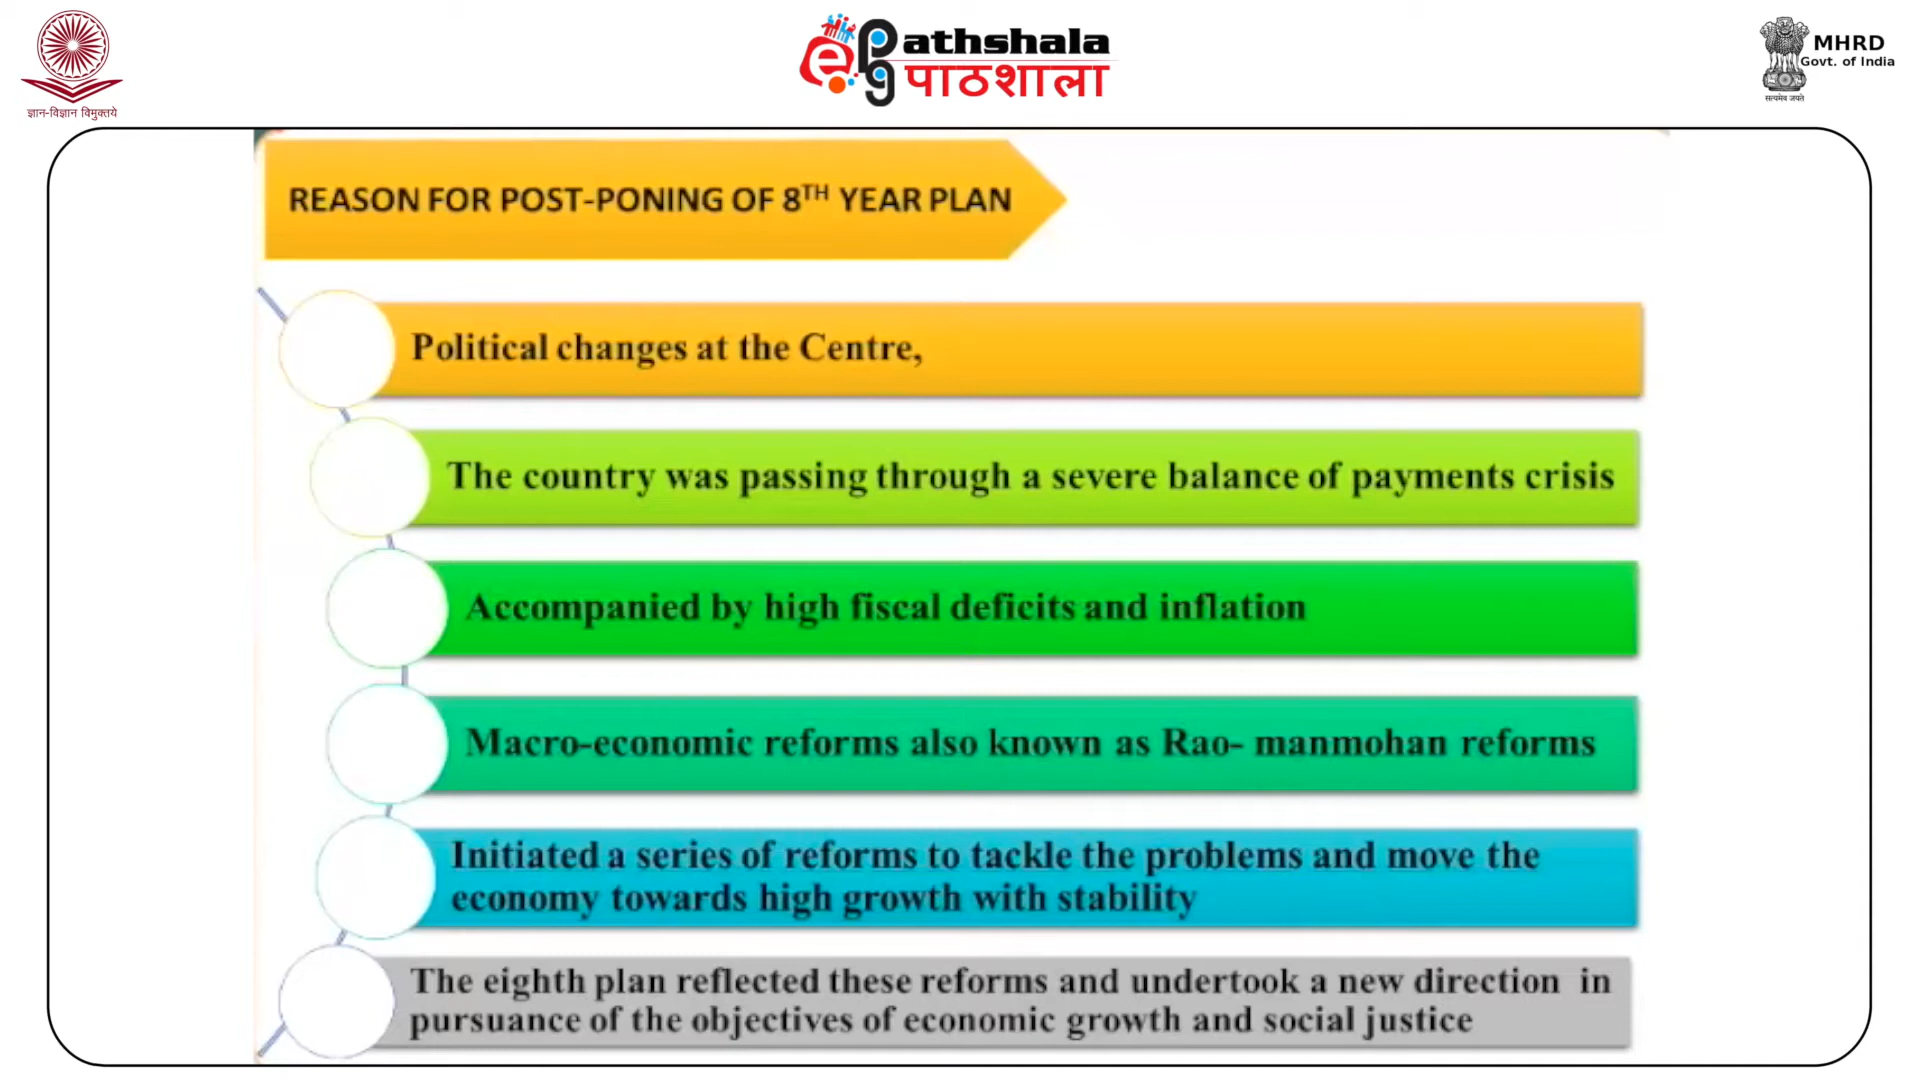 ज्ञान-विज्ञान विमुक्तये
e
PG
athshala
पाठशाला
सत्यमेव जयते
MHRD
Govt. of India
REASON FOR POST-PONING OF 8TH YEAR PLAN
Political changes at the Centre,
The country was passing through a severe balance of payments crisis
Accompanied by high fiscal deficits and inflation
Macro-economic reforms also known as Rao- manmohan reforms
Initiated a series of reforms to tackle the problems and move the
economy towards high growth with stability
The eighth plan reflected these reforms and undertook a new direction in
pursuance of the objectives of economic growth and social justice